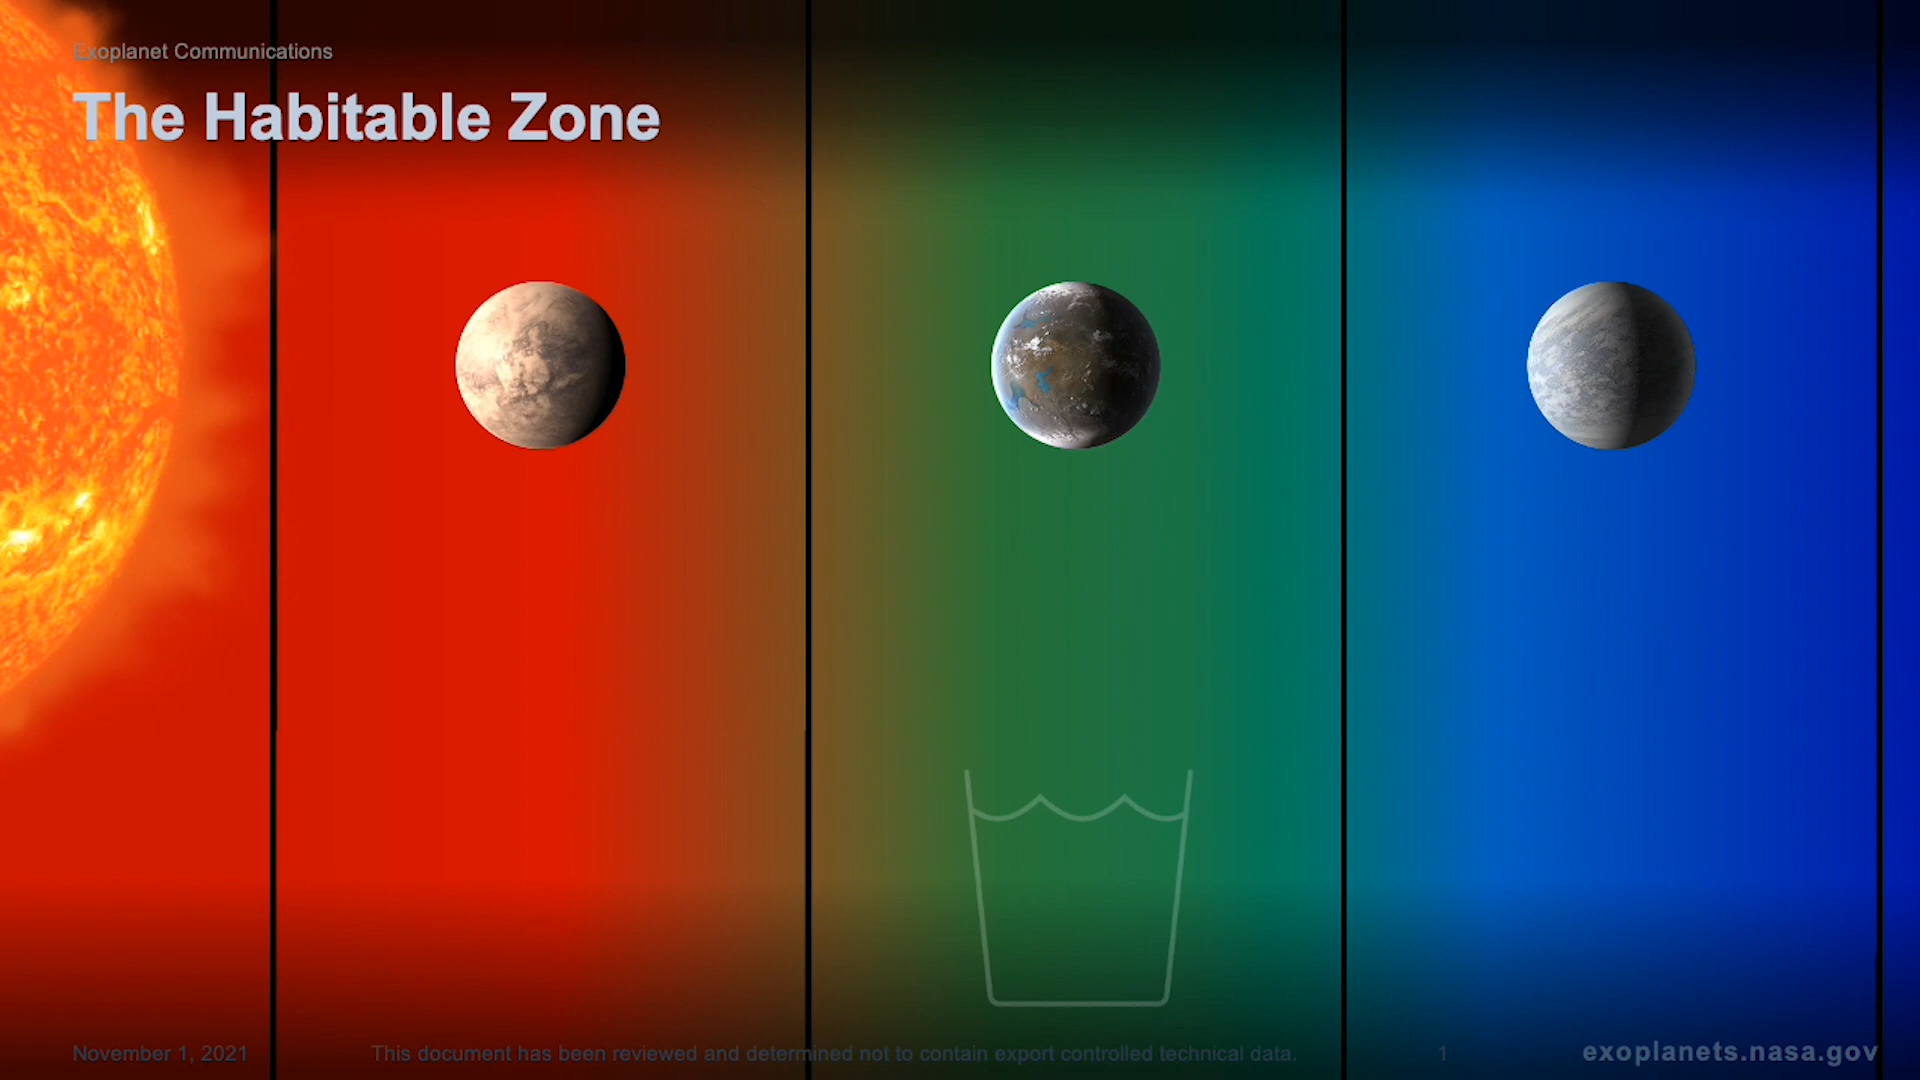 Exoplanet Communications
The Habitable Zone
November 1, 2021
This document has been reviewed and determined not to contain export controlled technical data.
1
exoplanets.nasa.gov